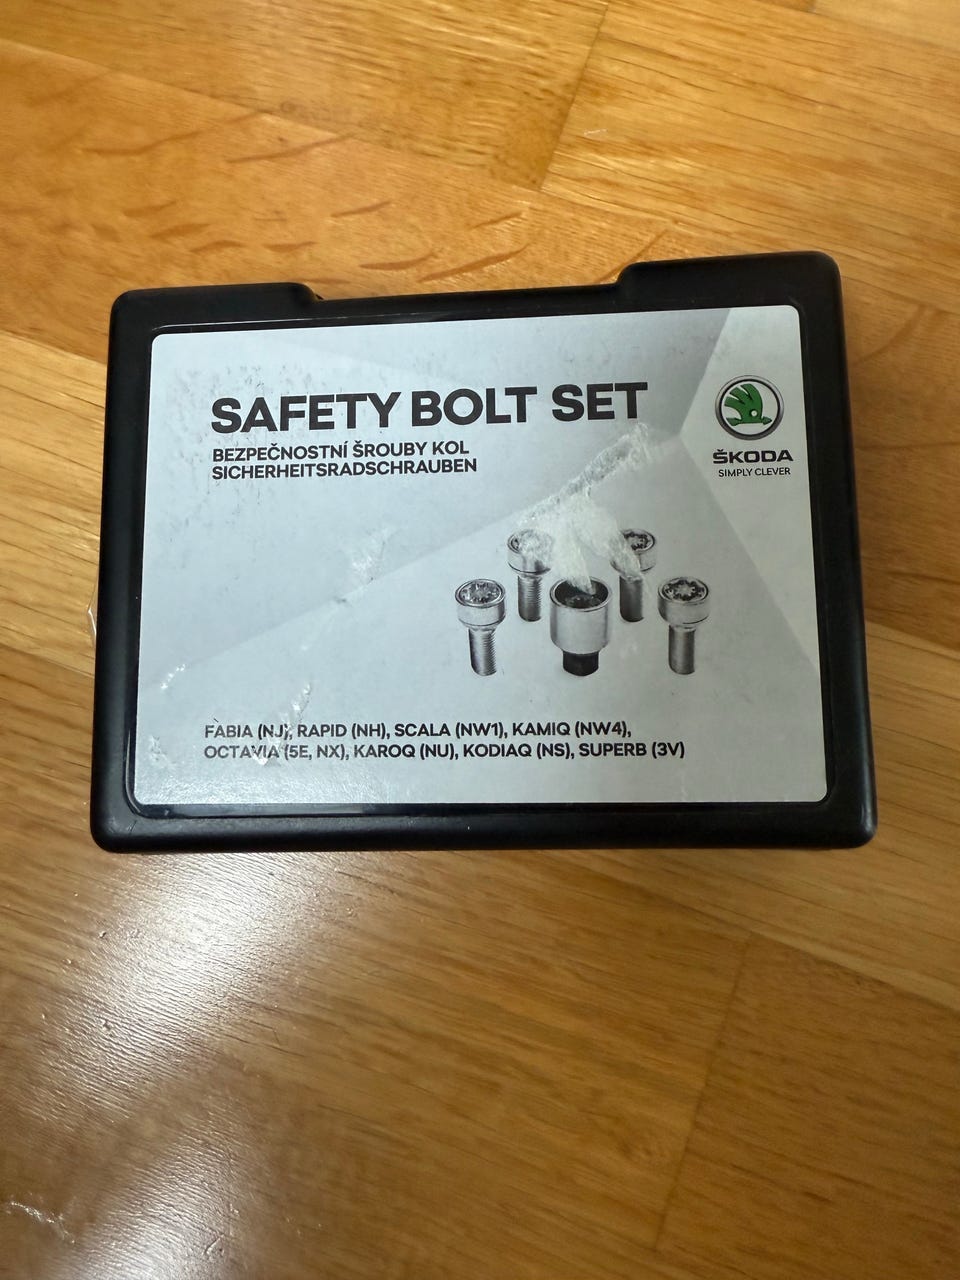 SAFETY BOLT SET
BEZPEČNOSTNÍ ŠROUBY KOL
SICHERHEITSRADSCHRAUBEN
ŠKODA
SIMPLY CLEVER
FABIA (NJ), RAPID (NH), SCALA (NW1), KAMIQ (NW4),
OCTAVIA (5E, NX), KAROQ (NU), KODIAQ (NS), SUPERB (3V)